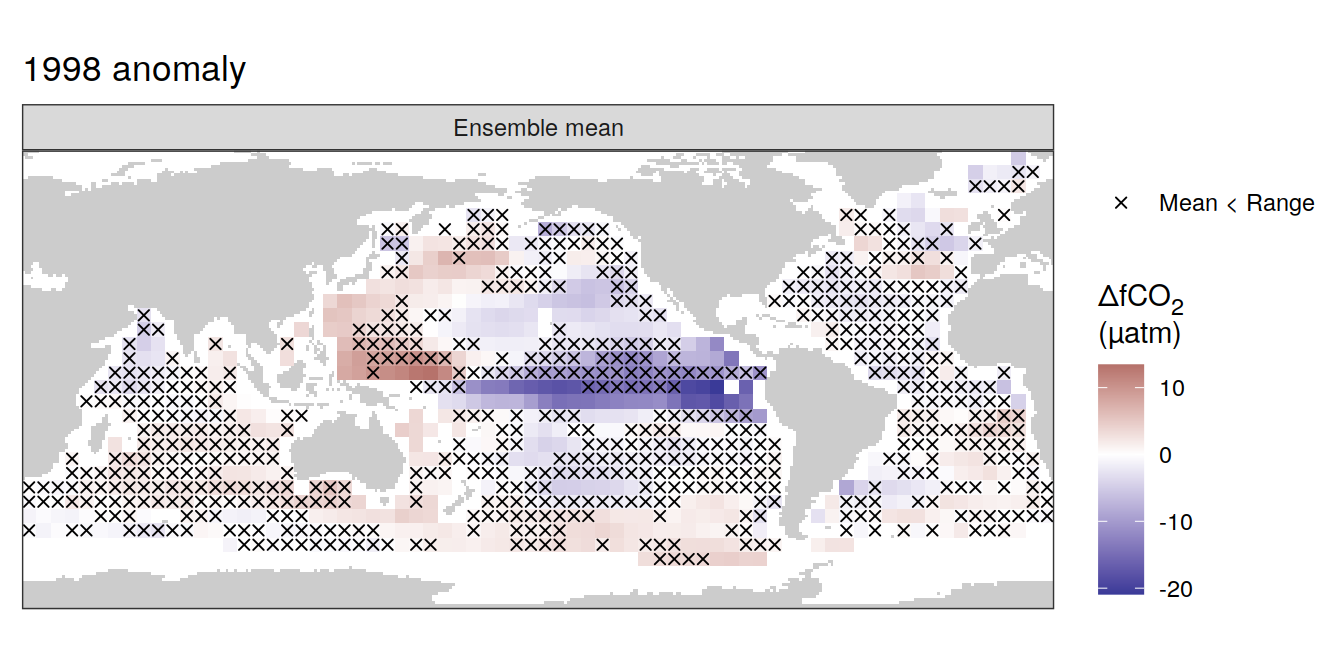 1998 anomaly
Ensemble mean
Mean < Range
ΔfCO₂
(µatm)
10
0
-10
-20